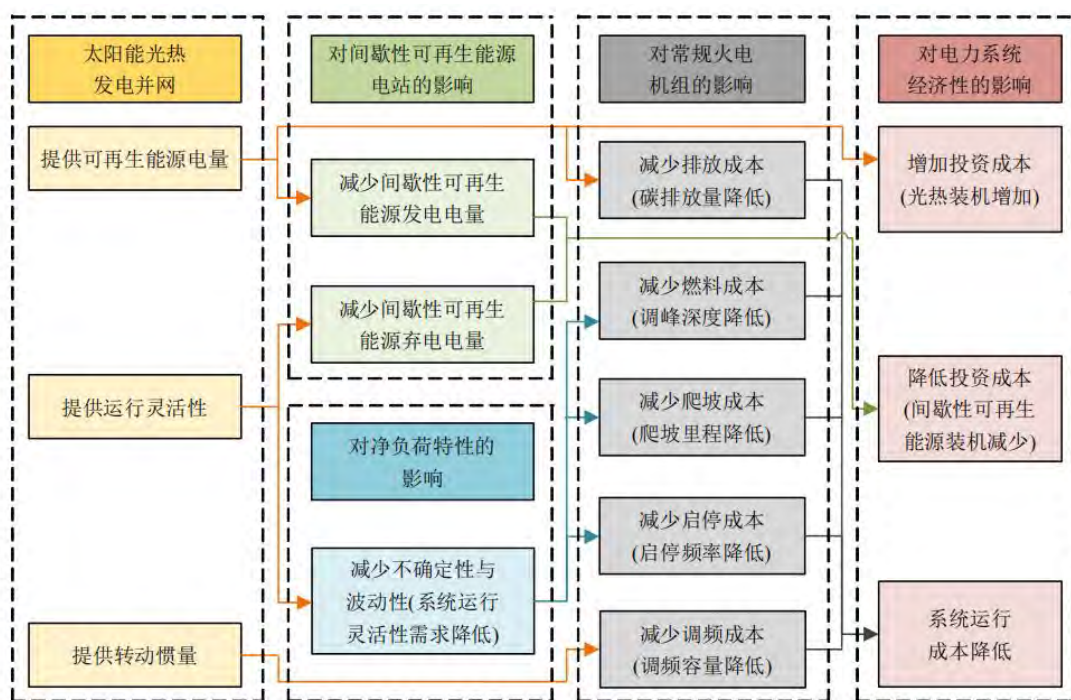 太阳能光热
发电并网
提供可再生能源电量
提供运行灵活性
提供转动惯量
对间歇性可再生能源
电站的影响
减少间歇性可再生
能源发电电量
减少间歇性可再生
能源弃电电量
对净负荷特性的
影响
减少不确定性与
波动性(系统运行
灵活性需求降低)
对常规火电
机组的影响
减少排放成本
(碳排放量降低)
减少燃料成本
(调峰深度降低)
减少爬坡成本
(爬坡里程降低)
减少启停成本
(启停频率降低)
减少调频成本
(调频容量降低)
对电力系统
经济性的影响
增加投资成本
(光热装机增加)
降低投资成本
(间歇性可再生
能源装机减少)
系统运行
成本降低